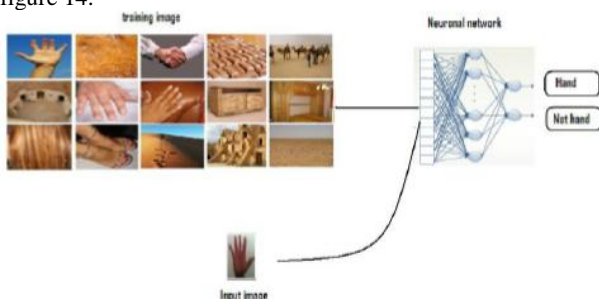 figure 14.
training image
Neuronal network
Hand
Not hand
Input image